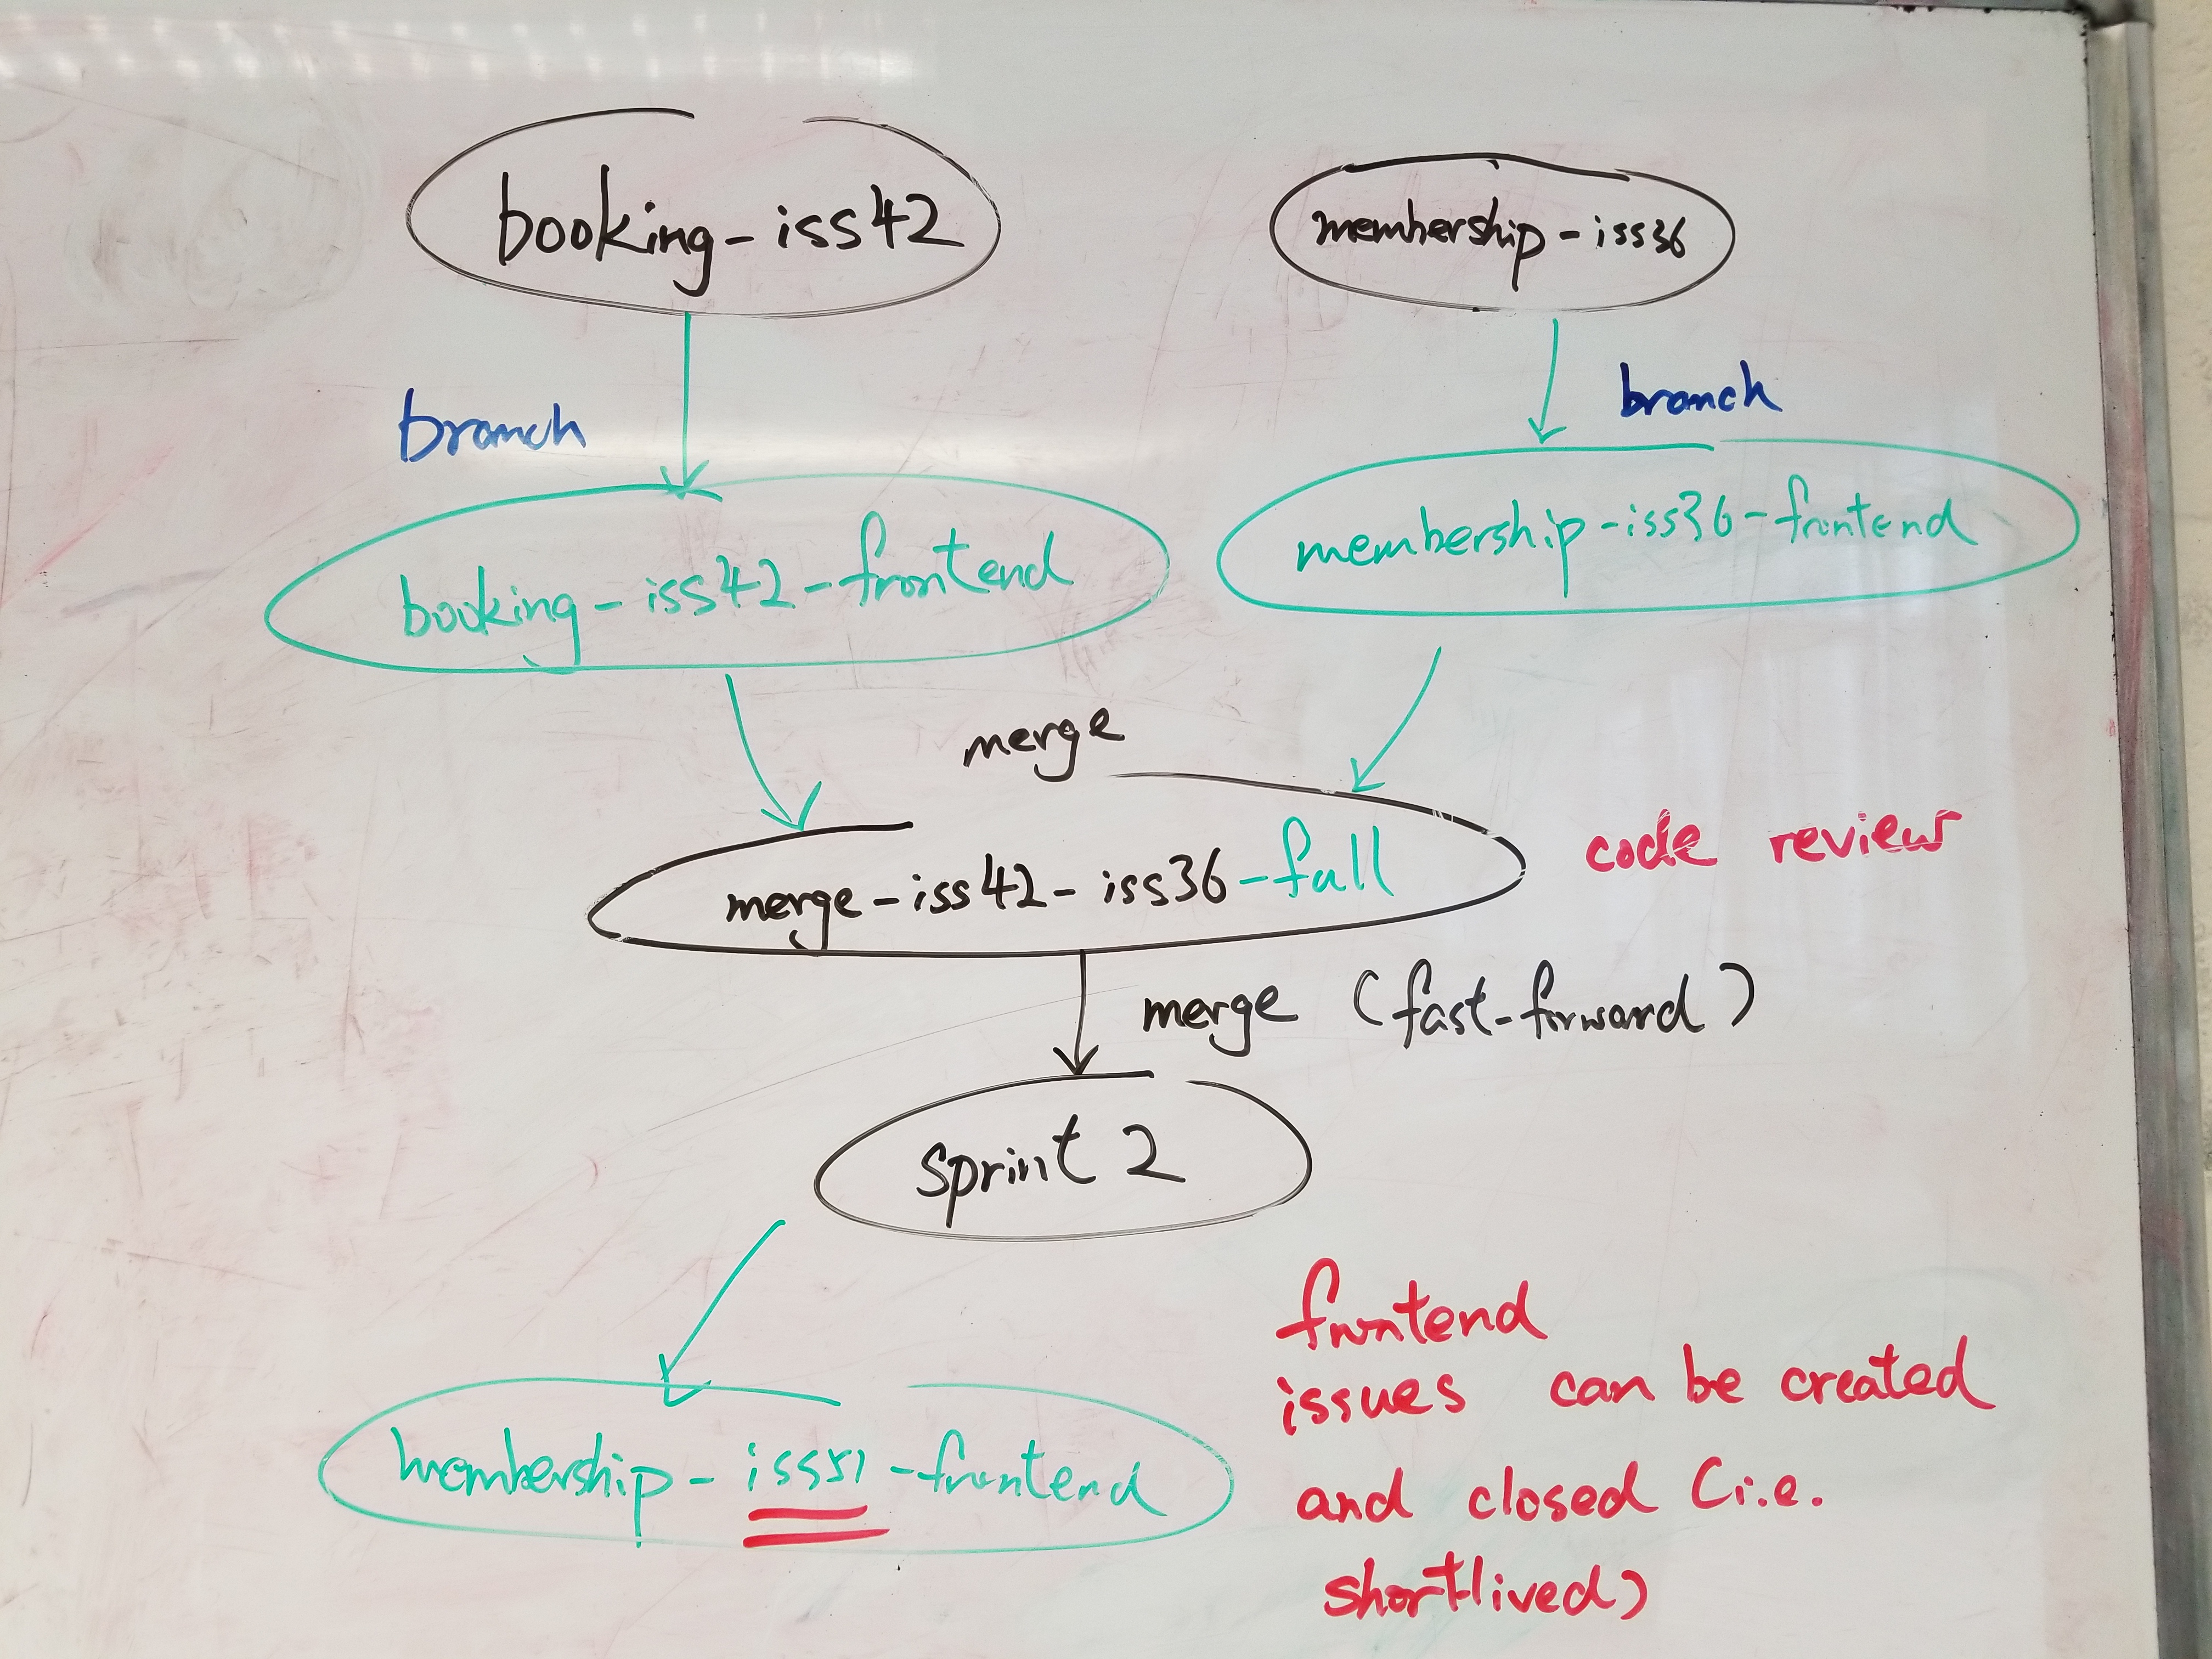 booking-iss42
membership-iss36
branch
branch
booking-iss42-frontend
membership-iss36-frontend
merge
merge-iss42-iss36-full
code review
merge (fast-forward)
sprint 2
membership-iss51-frontend
frontend
issues can be created
and closed (i.e.
shortlived)